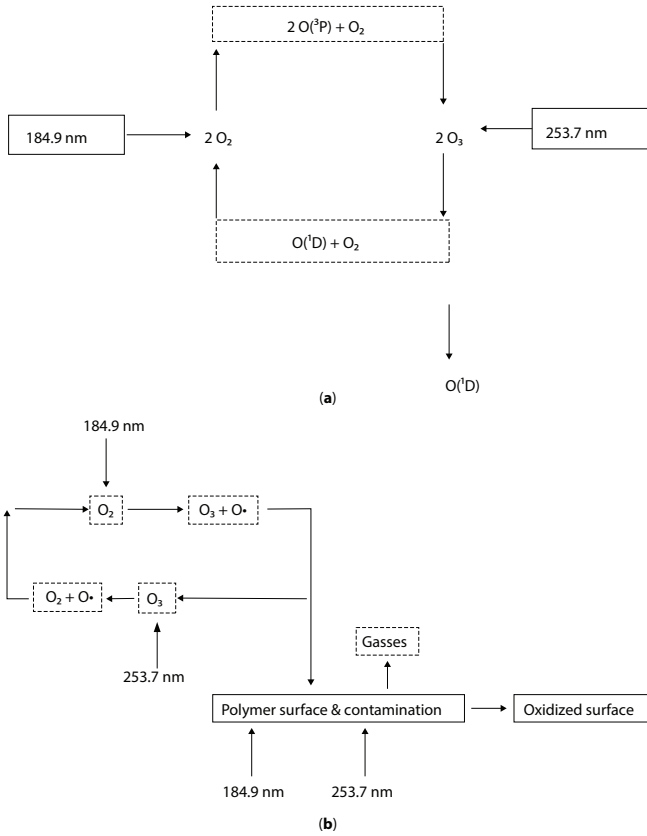 2 O(³P) + O₂
184.9 nm
2 O₂
2 O₃
253.7 nm
O(¹D) + O₂
O(¹D)
(a)
184.9 nm
O₂
O₃ + O•
O₂ + O•
O₃
Gasses
253.7 nm
Polymer surface & contamination
Oxidized surface
184.9 nm
253.7 nm
(b)